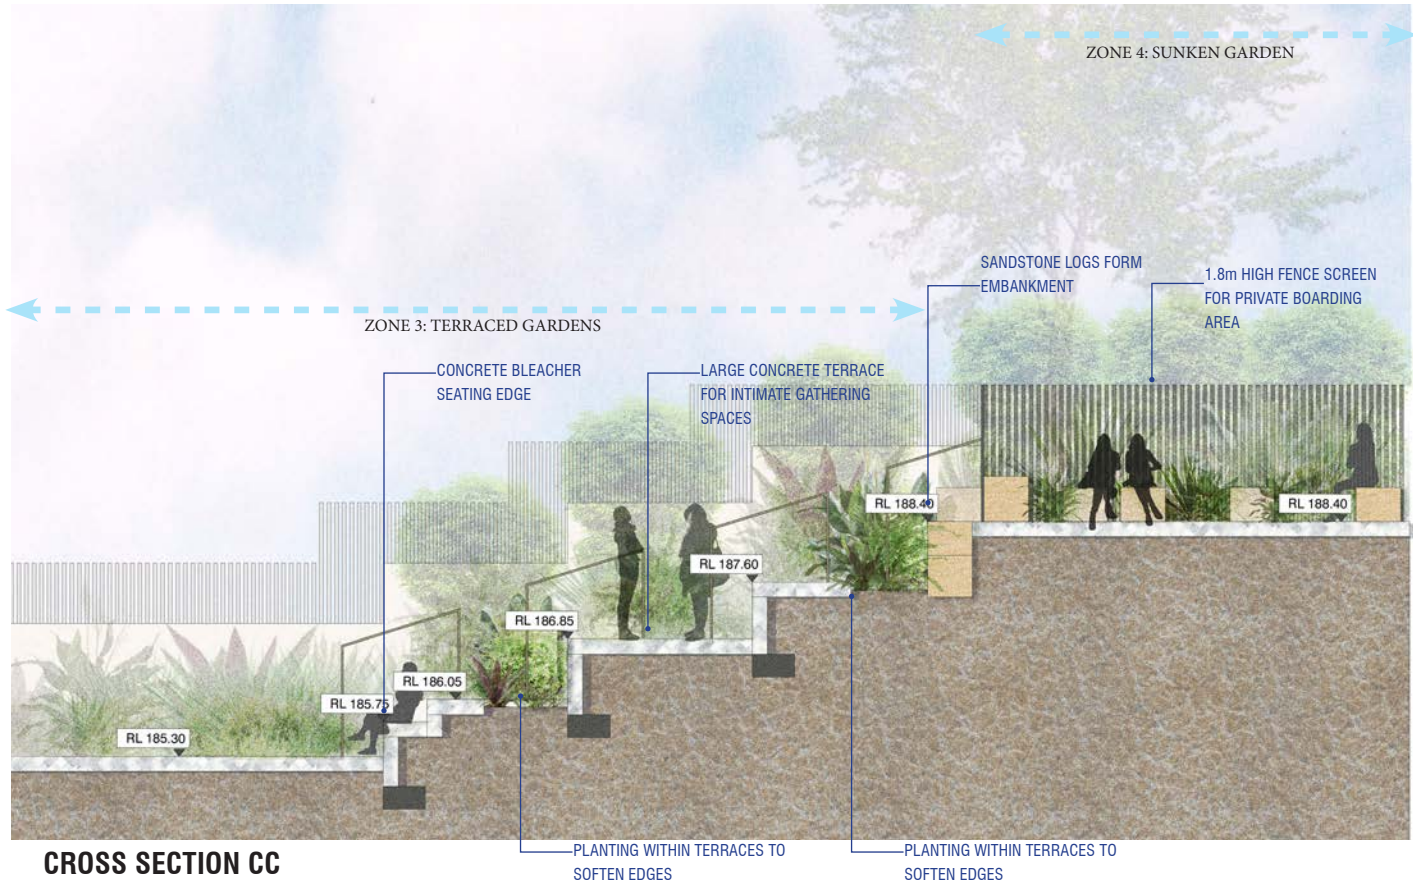 ZONE 4: SUNKEN GARDEN
SANDSTONE LOGS FORM
EMBANKMENT
1.8m HIGH FENCE SCREEN
FOR PRIVATE BOARDING
AREA
ZONE 3: TERRACED GARDENS
CONCRETE BLEACHER
SEATING EDGE
LARGE CONCRETE TERRACE
FOR INTIMATE GATHERING
SPACES
RL 188.40
RL 188.40
RL 187.60
RL 186.85
RL 186.05
RL 185.75
RL 185.30
PLANTING WITHIN TERRACES TO
SOFTEN EDGES
PLANTING WITHIN TERRACES TO
SOFTEN EDGES
CROSS SECTION CC